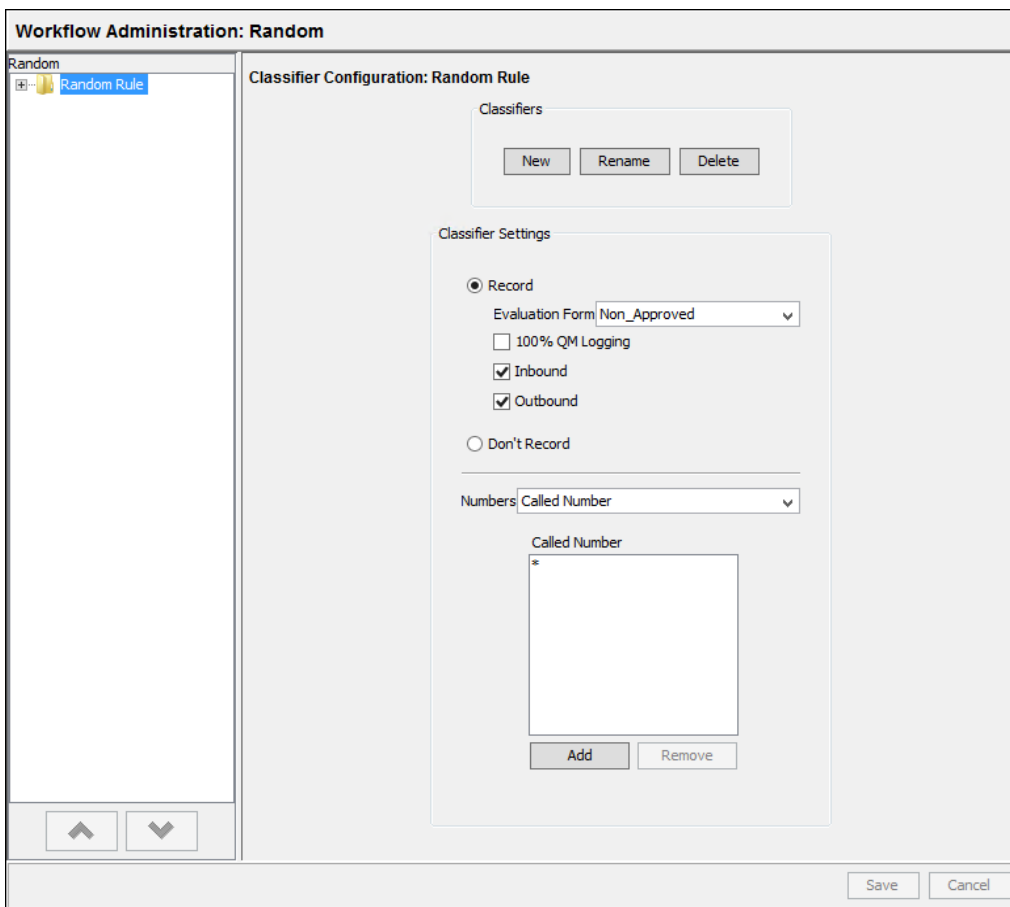 Workflow Administration: Random
Random
Random Rule
Classifier Configuration: Random Rule
Classifiers
New Rename Delete
Classifier Settings
Record
Evaluation Form Non_Approved
100% QM Logging
Inbound
Outbound
Don't Record
Numbers Called Number
Called Number
*
Add Remove
Save Cancel